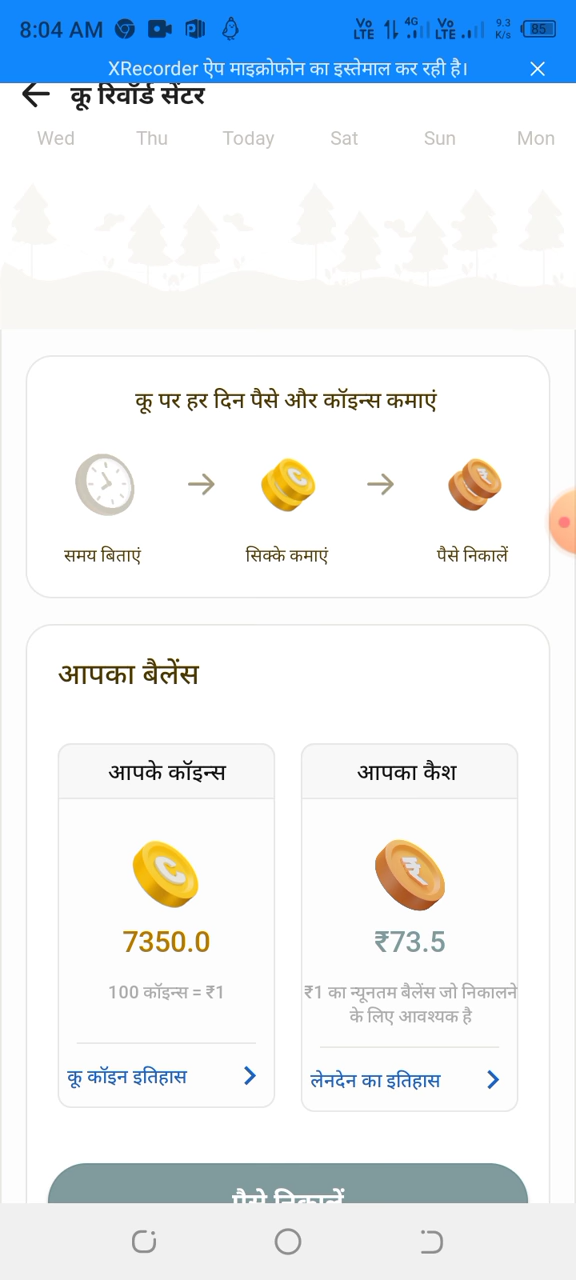 8:04 AM Vo LTE 4G Vo LTE 9.3 K/s 85
XRecorder ऐप माइक्रोफोन का इस्तेमाल कर रही है।
कू रिवॉर्ड सेंटर
Wed Thu Today Sat Sun Mon
कू पर हर दिन पैसे और कॉइन्स कमाएं
समय बिताएं सिक्के कमाएं पैसे निकालें
आपका बैलेंस
आपके कॉइन्स
7350.0
100 कॉइन्स = ₹1
कू कॉइन इतिहास
आपका कैश
₹73.5
₹1 का न्यूनतम बैलेंस जो निकालने
के लिए आवश्यक है
लेनदेन का इतिहास
पैसे निकालें